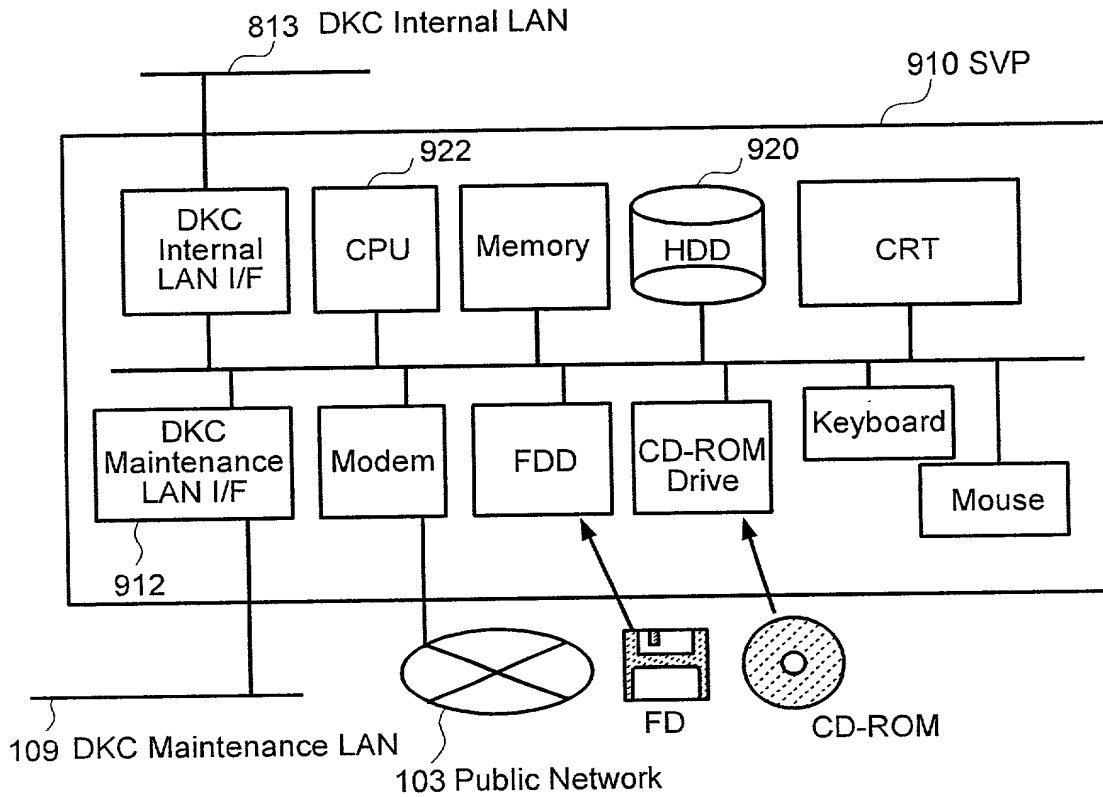 813 DKC Internal LAN
910 SVP
922
920
DKC
Internal
LAN I/F
CPU
Memory
HDD
CRT
DKC
Maintenance
LAN I/F
Modem
FDD
CD-ROM
Drive
Keyboard
Mouse
912
FD
CD-ROM
109 DKC Maintenance LAN
103 Public Network